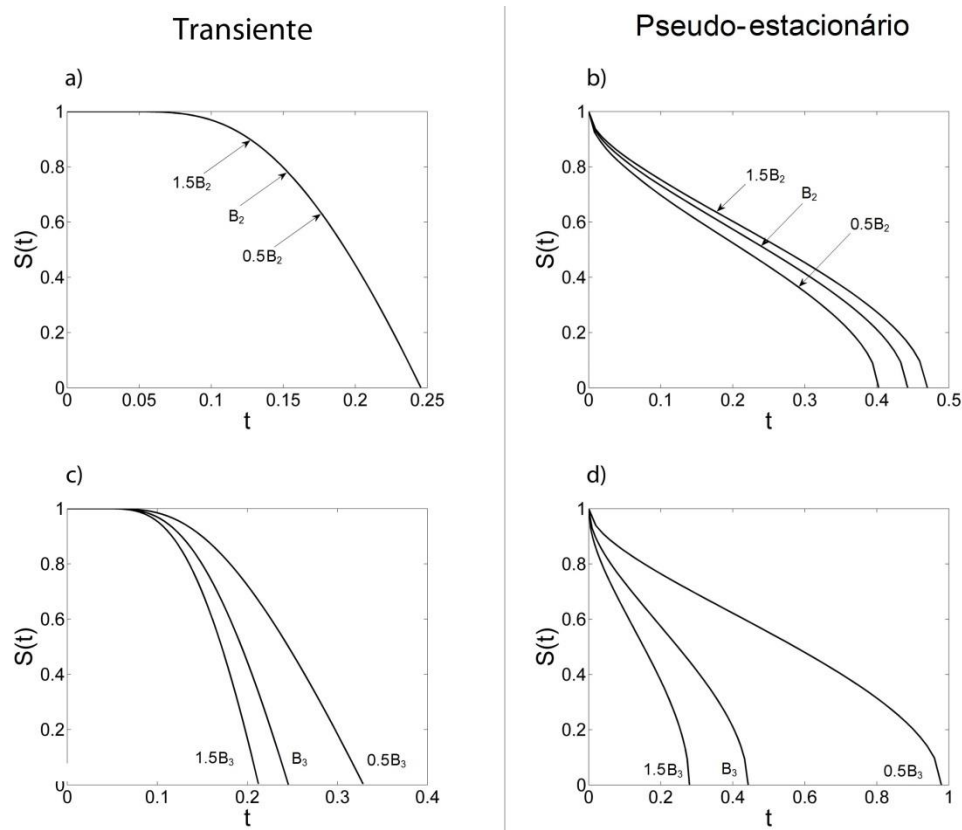 Transiente
Pseudo-estacionário
a)
S(t)
1
0.8
0.6
0.4
0.2
0
1.5B₂
B₂
0.5B₂
0 0.05 0.1 0.15 0.2 0.25
t
b)
S(t)
1
0.8
0.6
0.4
0.2
0
1.5B₂
B₂
0.5B₂
0 0.1 0.2 0.3 0.4 0.5
t
c)
S(t)
1
0.8
0.6
0.4
0.2
0
1.5B₃ B₃ 0.5B₃
0 0.1 0.2 0.3 0.4
t
d)
S(t)
1
0.8
0.6
0.4
0.2
0
1.5B₃ B₃ 0.5B₃
0 0.2 0.4 0.6 0.8 1
t